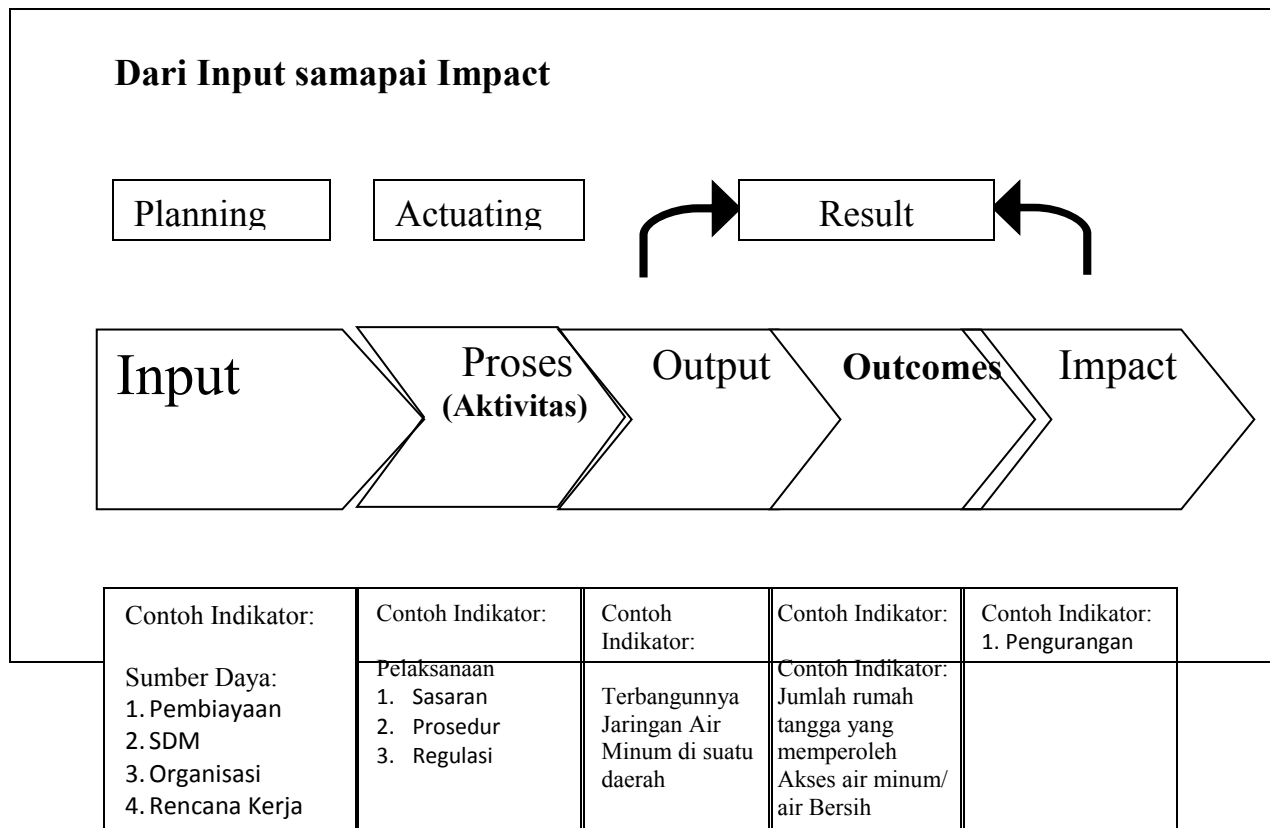 Dari Input samapai Impact
Planning
Actuating
Result
Input
Proses
(Aktivitas)
Output
Outcomes
Impact
Contoh Indikator:
Sumber Daya:
1. Pembiayaan
2. SDM
3. Organisasi
4. Rencana Kerja
Contoh Indikator:
Pelaksanaan
1. Sasaran
2. Prosedur
3. Regulasi
Contoh
Indikator:
Terbangunnya
Jaringan Air
Minum di suatu
daerah
Contoh Indikator:
Contoh Indikator:
Jumlah rumah
tangga yang
memperoleh
Akses air minum/
air Bersih
Contoh Indikator:
1. Pengurangan